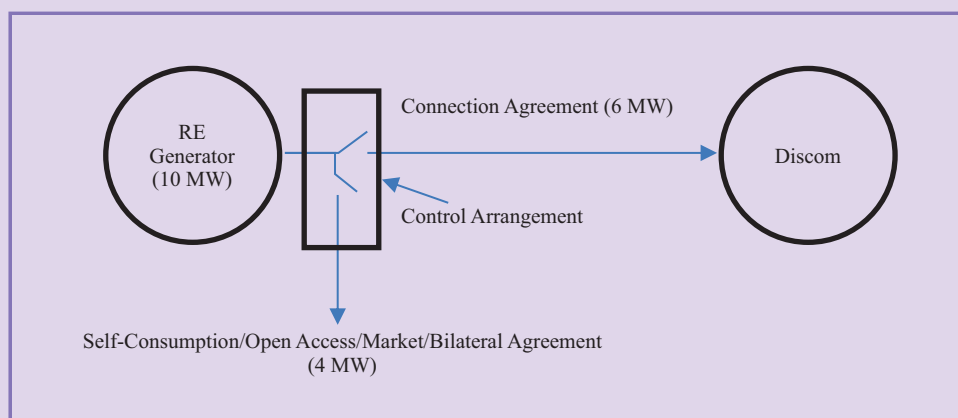 RE
Generator
(10 MW)
Connection Agreement (6 MW)
Discom
Control Arrangement
Self-Consumption/Open Access/Market/Bilateral Agreement
(4 MW)